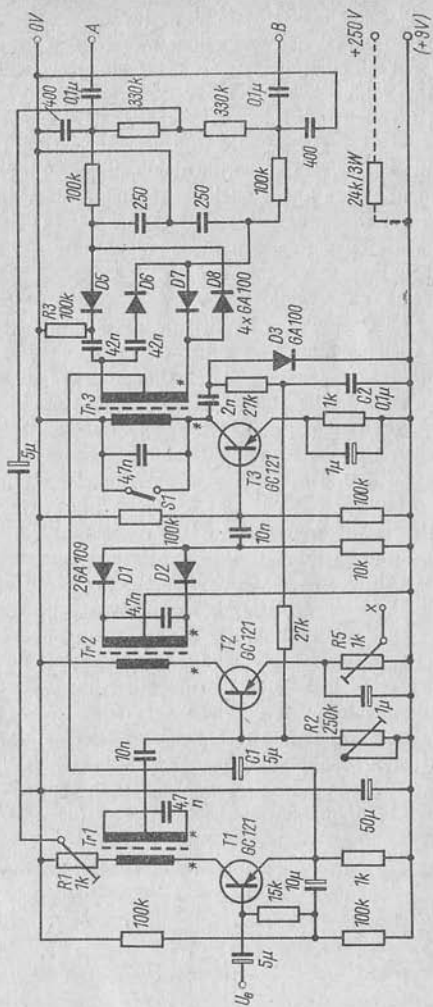 0V
A
B
+250V
(+9V)
400
0,1µ
330k
330k
0,1µ
400
24k/3W
100k
250
250
100k
R3
100k
D5
D6
D7
D8
4x GA100
42n
42n
5µ
Tr3
*
*
2n
27k
D3
GA100
4,7n
S1
100k
T3
GC121
1k
1µ
C2
0,1µ
10n
100k
10k
2GA109
D1
D2
4,7n
Tr2
*
*
T2
GC121
27k
R5
1k
x
1µ
R2
250k
10n
C1
5µ
50µ
R1
1k
Tr1
*
*
4,7
n
T1
GC121
100k
15k
10µ
1k
100k
5µ
Ue